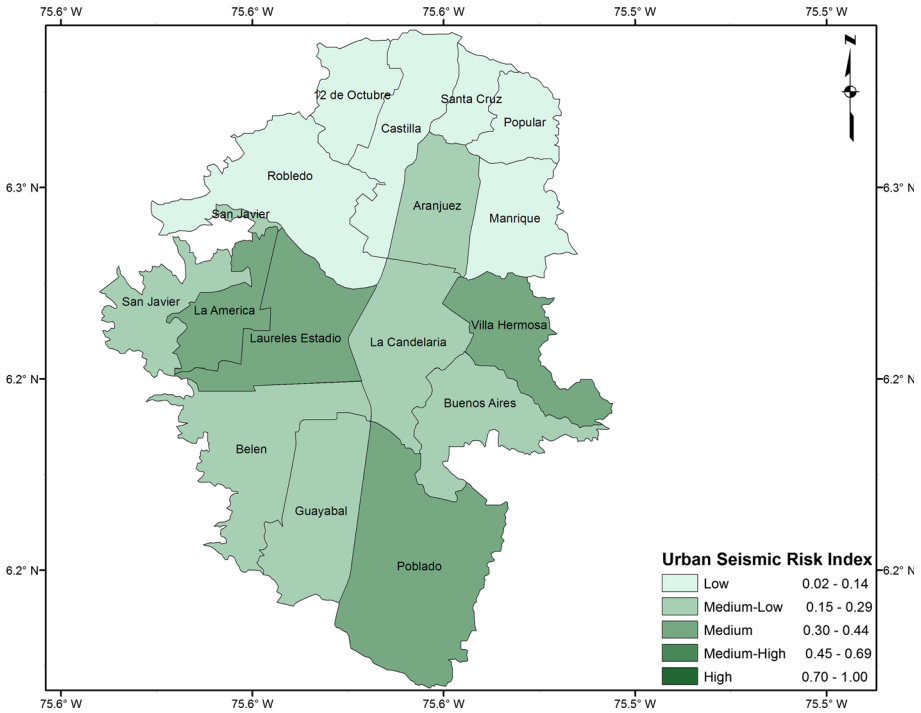 75.6° W 75.6° W 75.6° W 75.5° W 75.5° W
N
12 de Octubre
Santa Cruz
Castilla
Popular
Robledo
6.3° N 6.3° N
Aranjuez
San Javier
Manrique
San Javier
La America
Villa Hermosa
Laureles Estadio
La Candelaria
6.2° N 6.2° N
Buenos Aires
Belen
Guayabal
Poblado
6.2° N 6.2° N
Urban Seismic Risk Index
Low 0.02 - 0.14
Medium-Low 0.15 - 0.29
Medium 0.30 - 0.44
Medium-High 0.45 - 0.69
High 0.70 - 1.00
75.6° W 75.6° W 75.6° W 75.5° W 75.5° W